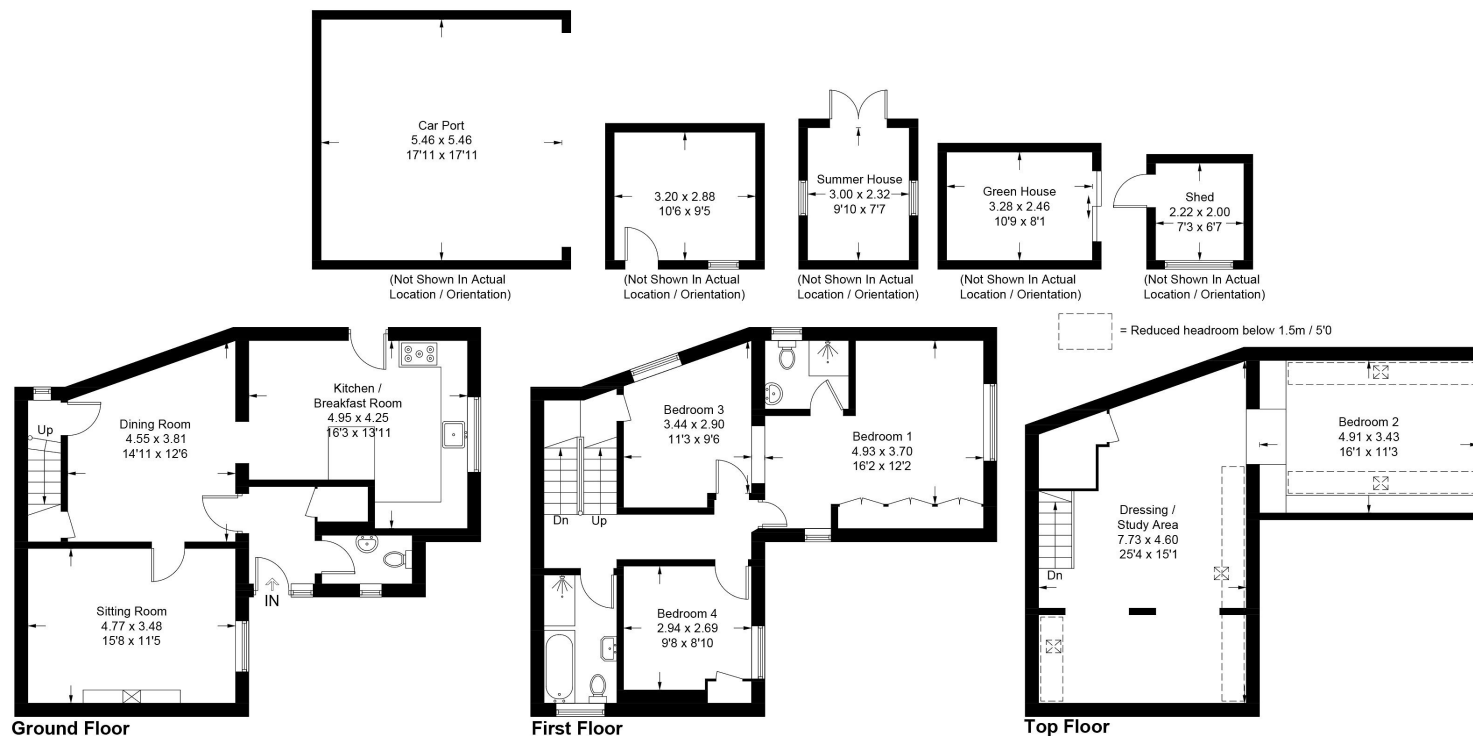 Car Port
5.46 x 5.46
17'11 x 17'11
(Not Shown In Actual
Location / Orientation)
3.20 x 2.88
10'6 x 9'5
(Not Shown In Actual
Location / Orientation)
Summer House
3.00 x 2.32
9'10 x 7'7
(Not Shown In Actual
Location / Orientation)
Green House
3.28 x 2.46
10'9 x 8'1
(Not Shown In Actual
Location / Orientation)
Shed
2.22 x 2.00
7'3 x 6'7
(Not Shown In Actual
Location / Orientation)
= Reduced headroom below 1.5m / 5'0
Up
Dining Room
4.55 x 3.81
14'11 x 12'6
Kitchen /
Breakfast Room
4.95 x 4.25
16'3 x 13'11
Sitting Room
4.77 x 3.48
15'8 x 11'5
IN
Ground Floor
Bedroom 3
3.44 x 2.90
11'3 x 9'6
Bedroom 1
4.93 x 3.70
16'2 x 12'2
Dn
Up
Bedroom 4
2.94 x 2.69
9'8 x 8'10
First Floor
Bedroom 2
4.91 x 3.43
16'1 x 11'3
Dressing /
Study Area
7.73 x 4.60
25'4 x 15'1
Dn
Top Floor